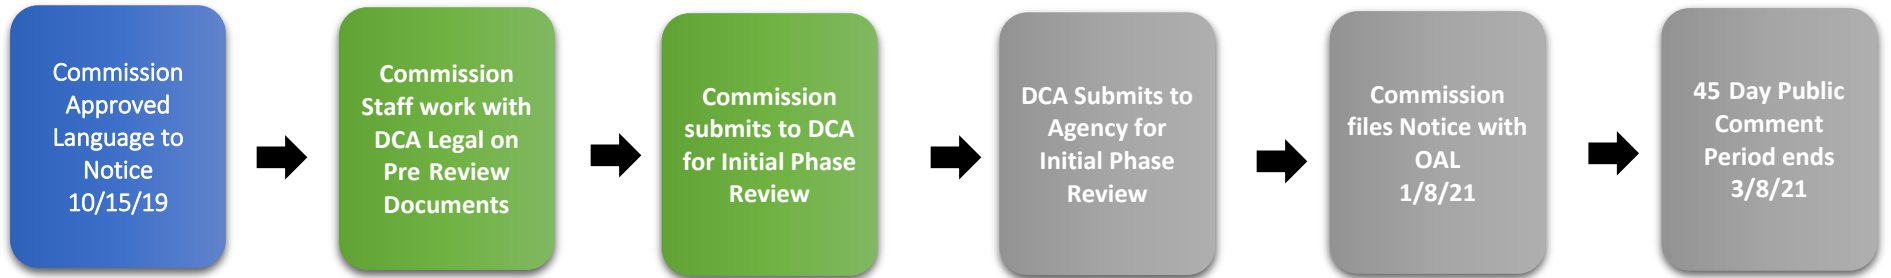 Commission
Approved
Language to
Notice
10/15/19
Commission
Staff work with
DCA Legal on
Pre Review
Documents
Commission
submits to DCA
for Initial Phase
Review
DCA Submits to
Agency for
Initial Phase
Review
Commission
files Notice with
OAL
1/8/21
45 Day Public
Comment
Period ends
3/8/21